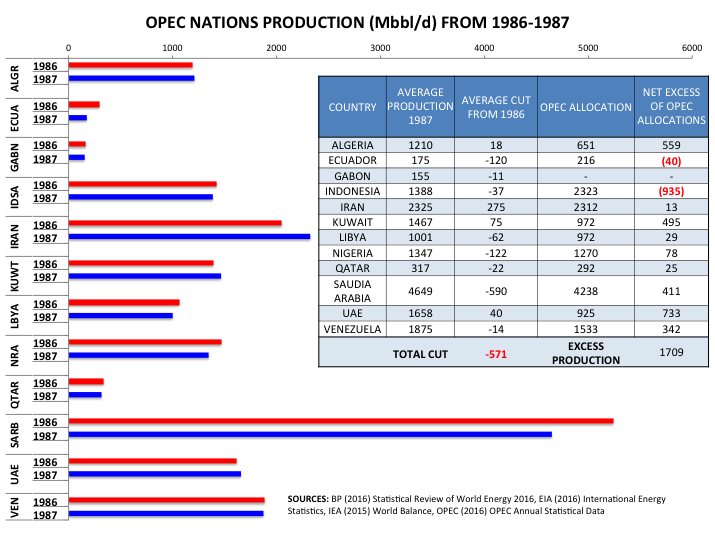 OPEC NATIONS PRODUCTION (Mbbl/d) FROM 1986-1987
0 1000 2000 3000 4000 5000 6000
ALGR 1986
1987
ECUA 1986
1987
GABN 1986
1987
IDSA 1986
1987
IRAN 1986
1987
KUWT 1986
1987
LBYA 1986
1987
NRA 1986
1987
QTAR 1986
1987
SARB 1986
1987
UAE 1986
1987
VEN 1986
1987
COUNTRY AVERAGE PRODUCTION 1987 AVERAGE CUT FROM 1986 OPEC ALLOCATION NET EXCESS OF OPEC ALLOCATIONS
ALGERIA 1210 18 651 559
ECUADOR 175 -120 216 (40)
GABON 155 -11 - -
INDONESIA 1388 -37 2323 (935)
IRAN 2325 275 2312 13
KUWAIT 1467 75 972 495
LIBYA 1001 -62 972 29
NIGERIA 1347 -122 1270 78
QATAR 317 -22 292 25
SAUDIA ARABIA 4649 -590 4238 411
UAE 1658 40 925 733
VENEZUELA 1875 -14 1533 342
TOTAL CUT -571 EXCESS PRODUCTION 1709
SOURCES: BP (2016) Statistical Review of World Energy 2016, EIA (2016) International Energy
Statistics, IEA (2015) World Balance, OPEC (2016) OPEC Annual Statistical Data